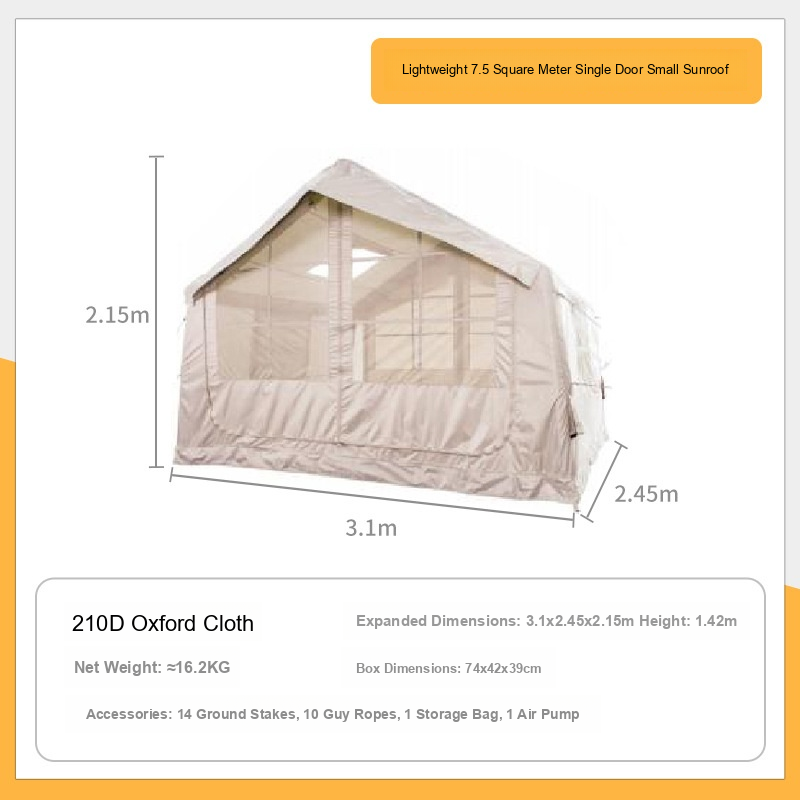 Lightweight 7.5 Square Meter Single Door Small Sunroof
2.15m
2.45m
3.1m
210D Oxford Cloth
Expanded Dimensions: 3.1x2.45x2.15m Height: 1.42m
Net Weight: ≈16.2KG
Box Dimensions: 74x42x39cm
Accessories: 14 Ground Stakes, 10 Guy Ropes, 1 Storage Bag, 1 Air Pump